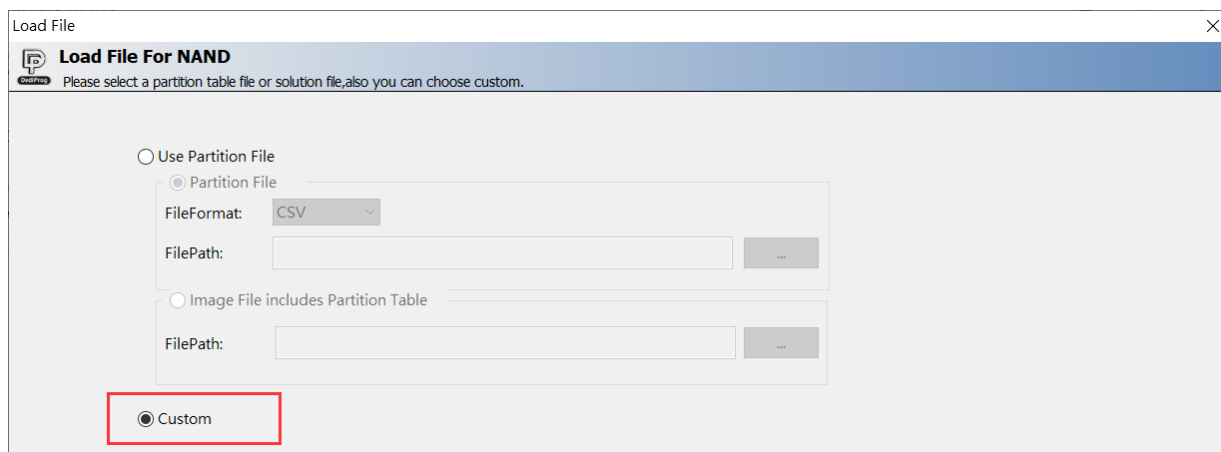 Load File
Load File For NAND
DediProg
Please select a partition table file or solution file,also you can choose custom.
Use Partition File
Partition File
FileFormat:
CSV
FilePath:
...
Image File includes Partition Table
FilePath:
...
Custom